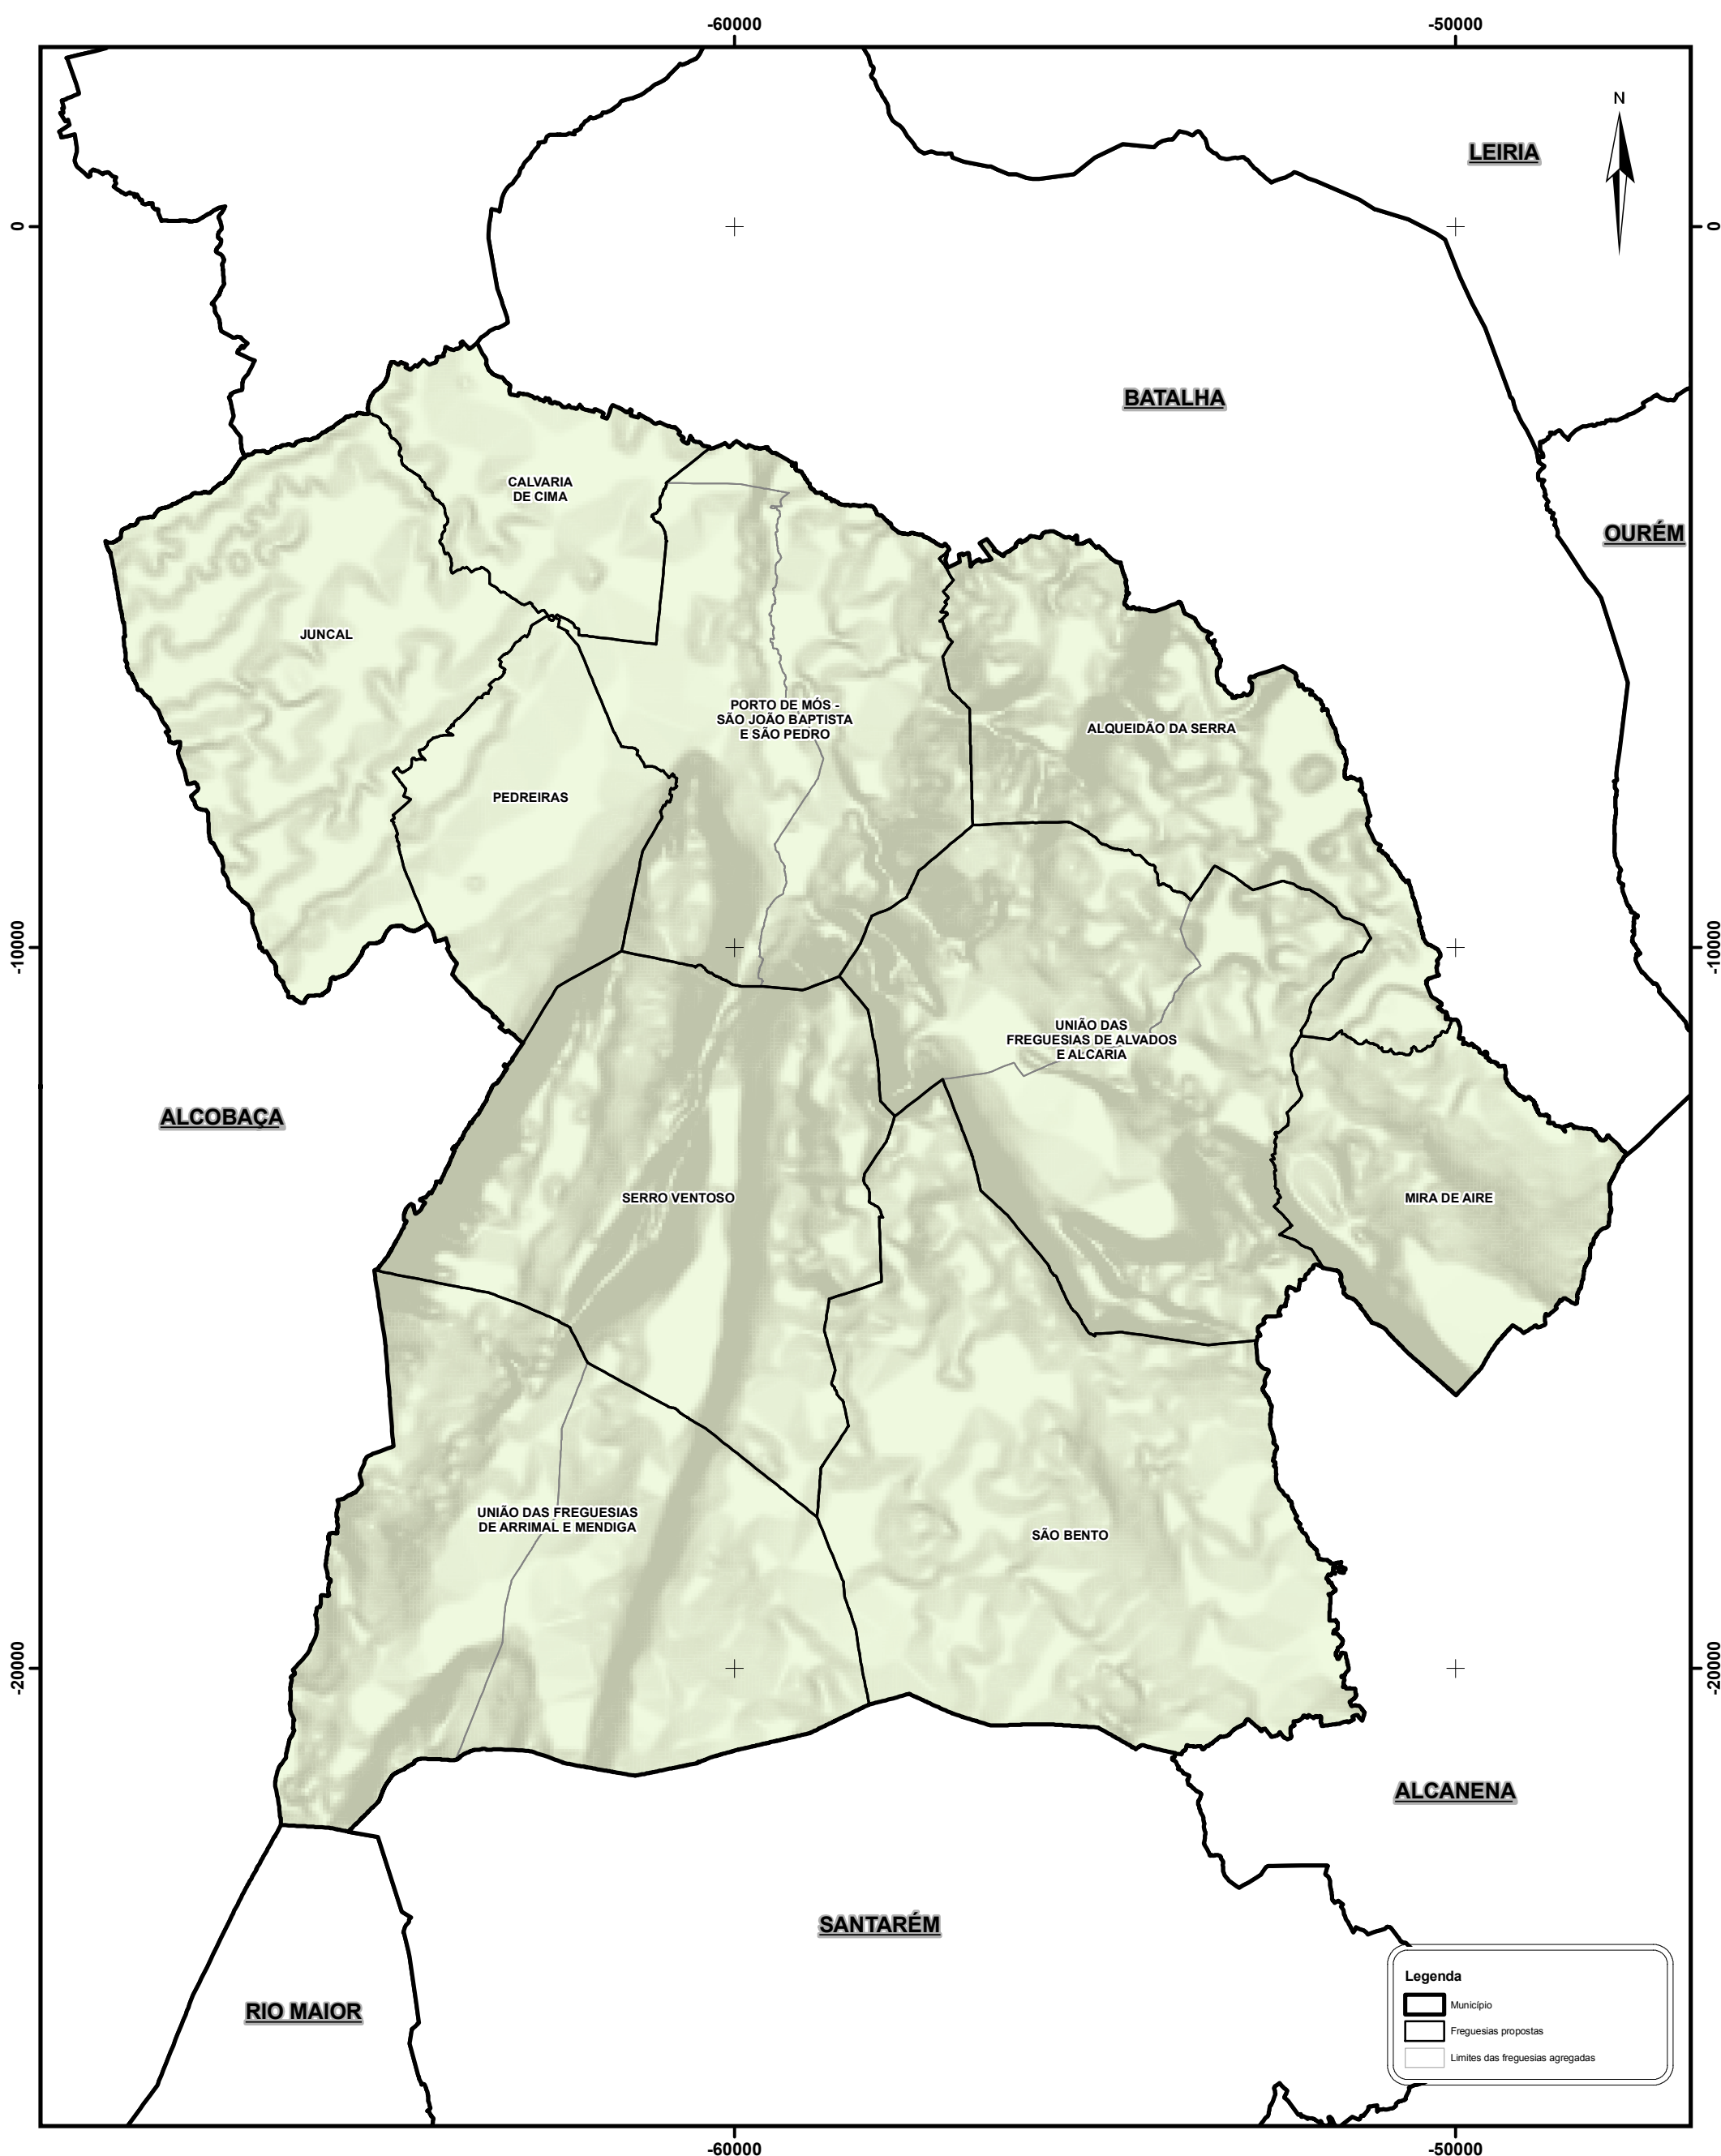 -60000
-50000
N
LEIRIA
0
0
BATALHA
CALVARIA
DE CIMA
OURÉM
JUNCAL
PORTO DE MÓS -
SÃO JOÃO BAPTISTA
E SÃO PEDRO
ALQUEIDÃO DA SERRA
PEDREIRAS
-10000
-10000
UNIÃO DAS
FREGUESIAS DE ALVADOS
E ALCARIA
ALCOBAÇA
SERRO VENTOSO
MIRA DE AIRE
UNIÃO DAS FREGUESIAS
DE ARRIMAL E MENDIGA
SÃO BENTO
-20000
-20000
ALCANENA
SANTARÉM
RIO MAIOR
Legenda
Município
Freguesias propostas
Limites das freguesias agregadas
-60000
-50000